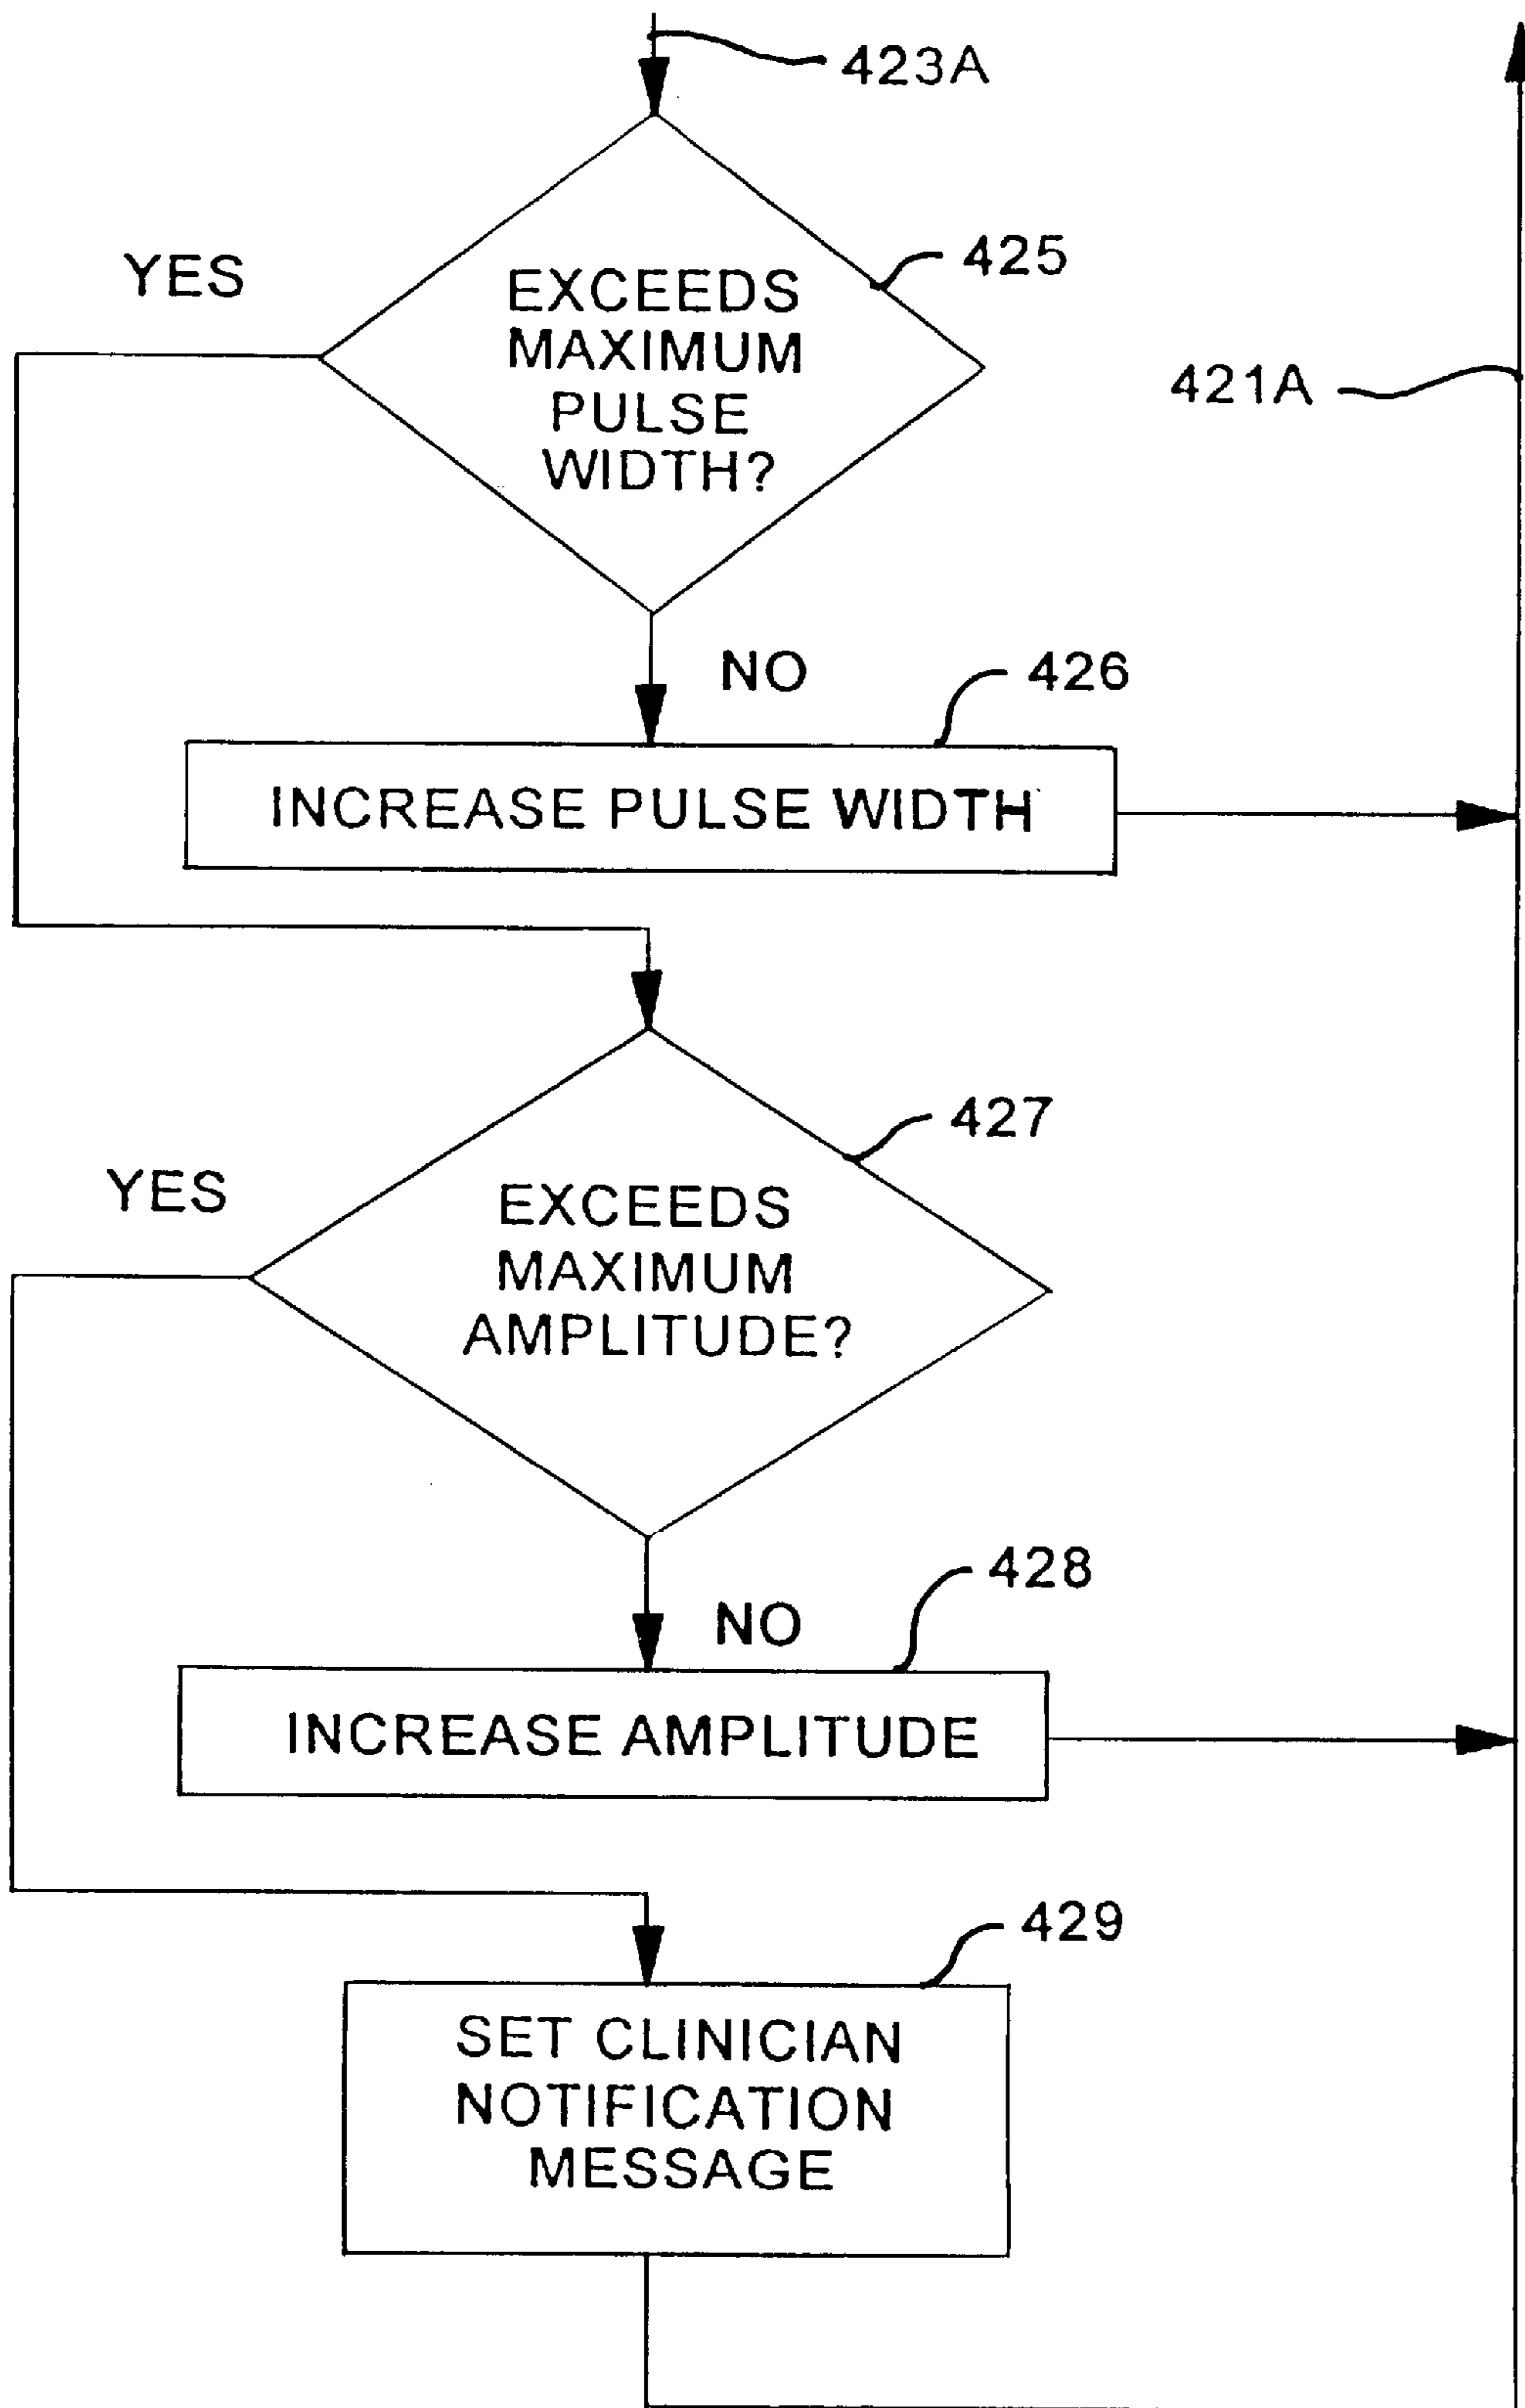 423A
YES
425
EXCEEDS
MAXIMUM
PULSE
WIDTH?
421A
NO
426
INCREASE PULSE WIDTH
427
YES
EXCEEDS
MAXIMUM
AMPLITUDE?
428
NO
INCREASE AMPLITUDE
429
SET CLINICIAN
NOTIFICATION
MESSAGE